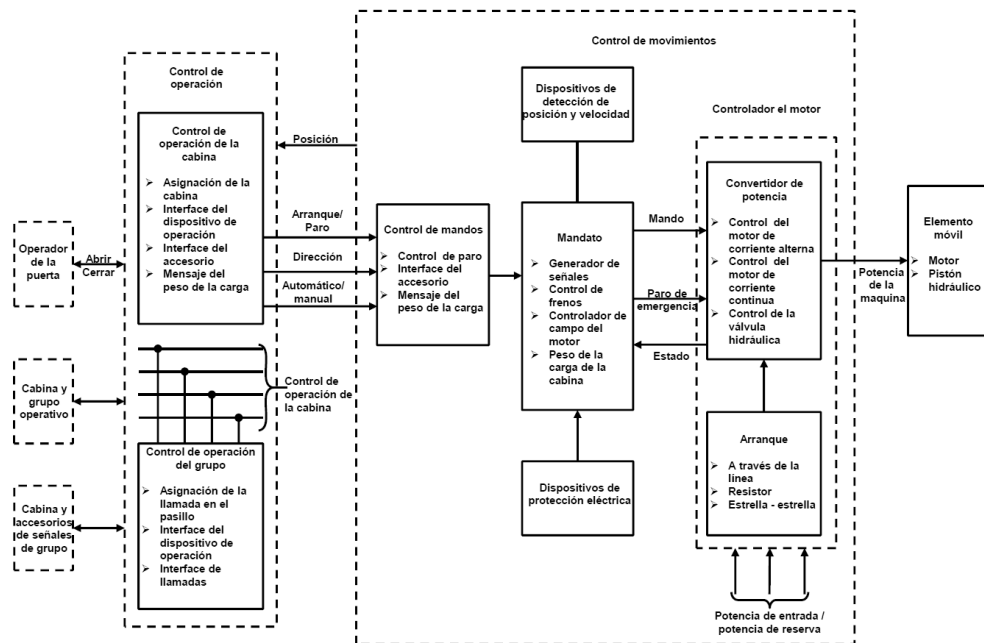 Control de movimientos
Control de
operación
Control de
operación de la
cabina
➢ Asignación de la
cabina
➢ Interface del
dispositivo de
operación
➢ Interface del
accesorio
➢ Mensaje del
peso de la carga
Operador
de la
puerta
Abrir
Cerrar
Cabina y
grupo
operativo
Cabina y
accesorios
de señales
de grupo
Control de
operación de
la cabina
Control de operación
del grupo
➢ Asignación de la
llamada en el
pasillo
➢ Interface del
dispositivo de
operación
➢ Interface de
llamadas
Posición
Arranque/
Paro
Dirección
Automático/
manual
Control de mandos
➢ Control de paro
➢ Interface del
accesorio
➢ Mensaje del
peso de la carga
Dispositivos de
detección de
posición y velocidad
Mandato
➢ Generador de
señales
➢ Control de
frenos
➢ Controlador de
campo del
motor
➢ Peso de la
carga de la
cabina
Dispositivos de
protección eléctrica
Mando
Paro de
emergencia
Estado
Controlador el motor
Convertidor de
potencia
➢ Control del
motor de
corriente alterna
➢ Control del
motor de
corriente
continua
➢ Control de la
válvula
hidráulica
Arranque
➢ A través de la
línea
➢ Resistor
➢ Estrella - estrella
Potencia de entrada /
potencia de reserva
Potencia
de la
maquina
Elemento
móvil
➢ Motor
➢ Pistón
hidráulico